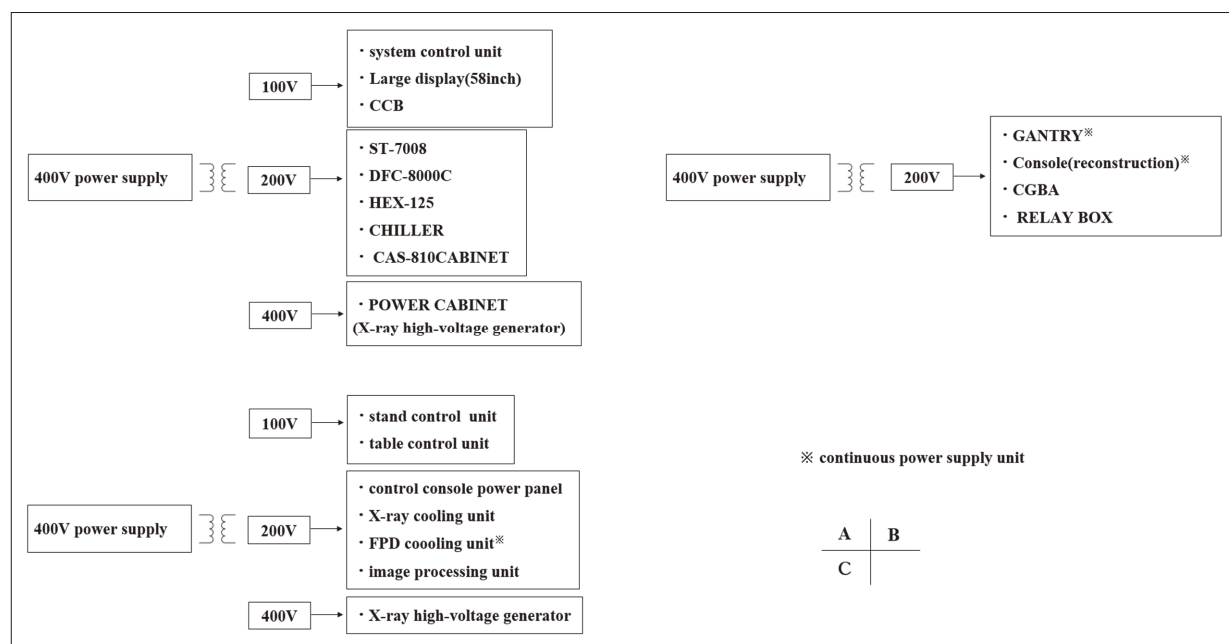 400V power supply
100V
・system control unit
・Large display(58inch)
・CCB
200V
・ST-7008
・DFC-8000C
・HEX-125
・CHILLER
・CAS-810CABINET
400V
・POWER CABINET
(X-ray high-voltage generator)
400V power supply
200V
・GANTRY※
・Console(reconstruction)※
・CGBA
・RELAY BOX
400V power supply
100V
・stand control unit
・table control unit
200V
・control console power panel
・X-ray cooling unit
・FPD coooling unit※
・image processing unit
400V
・X-ray high-voltage generator
※ continuous power supply unit
A B
C